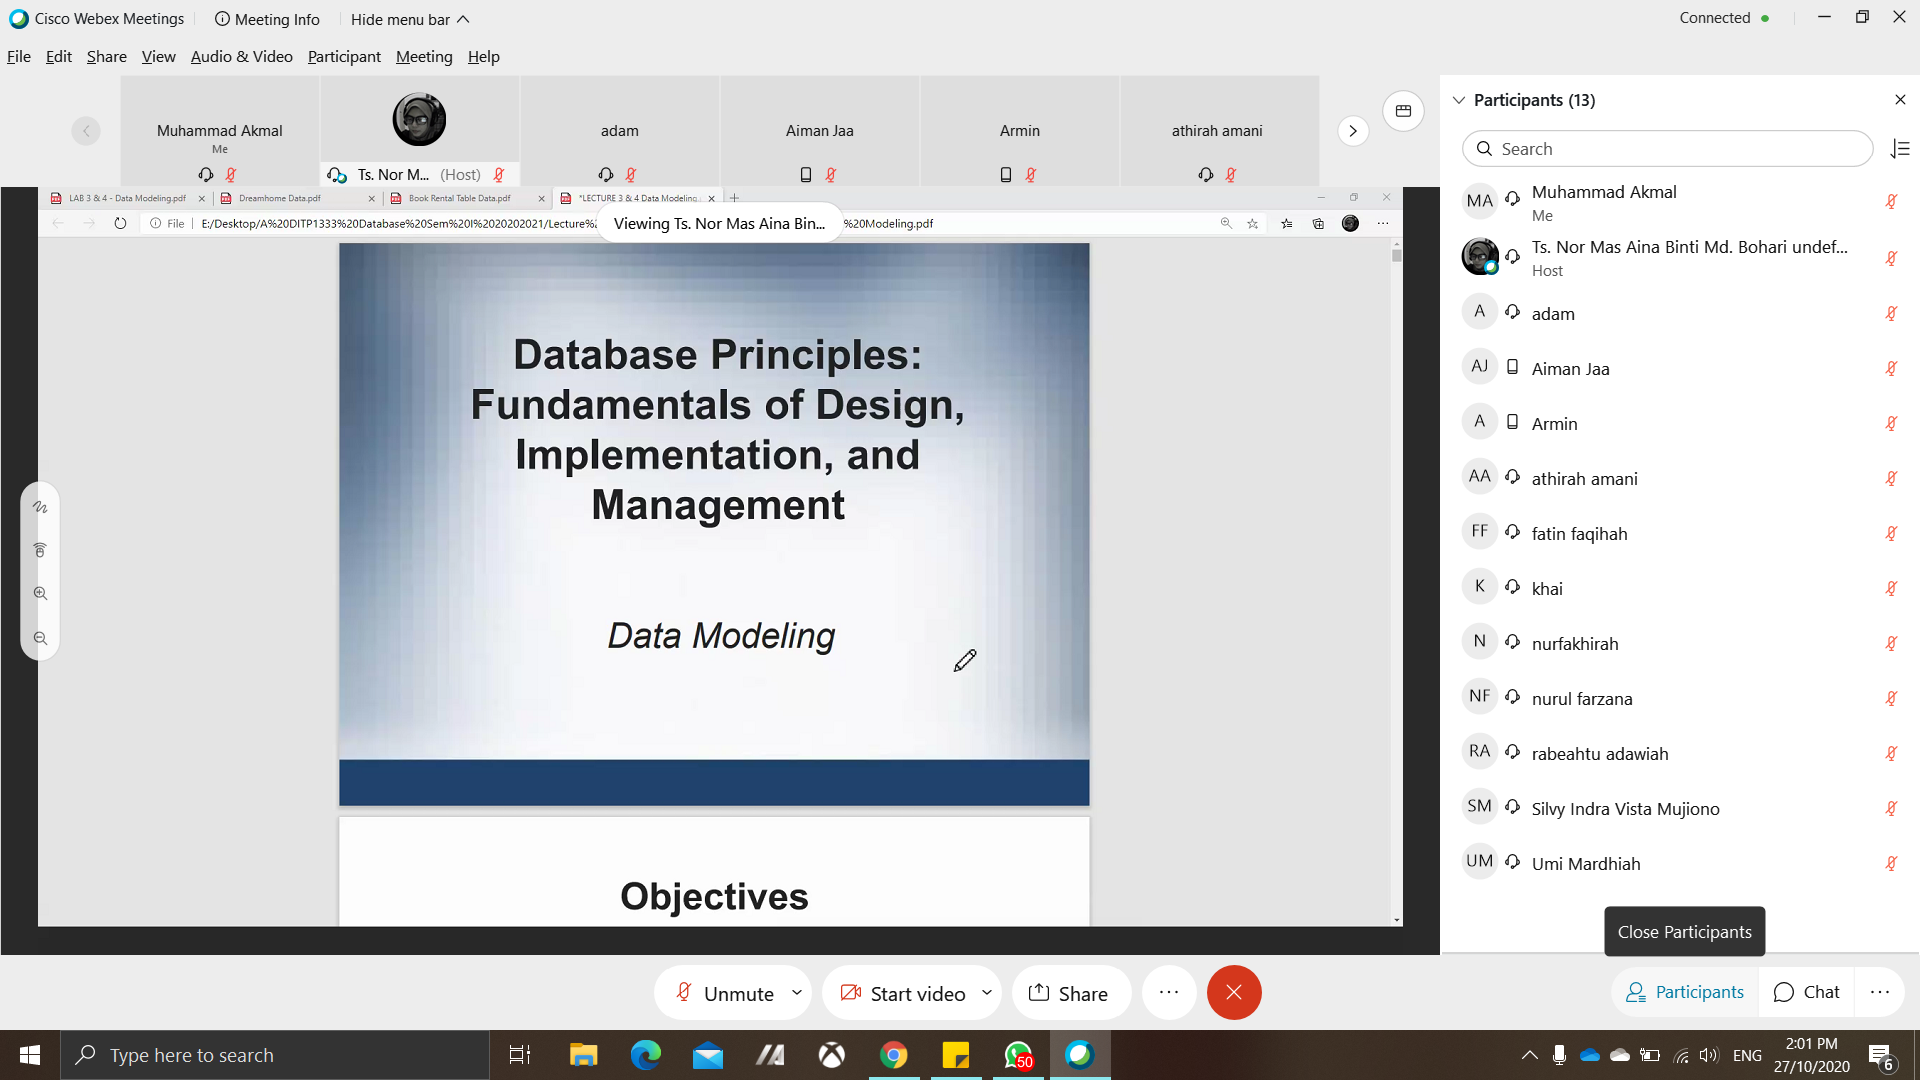 Cisco Webex Meetings
Meeting Info
Hide menu bar
Connected
File Edit Share View Audio & Video Participant Meeting Help
Muhammad Akmal
Me
Ts. Nor M... (Host)
adam
Aiman Jaa
Armin
athirah amani
LAB 3 & 4 - Data Modeling.pdf
Dreamhome Data.pdf
Book Rental Table Data.pdf
*LECTURE 3 & 4 Data Modeling
File
E:/Desktop/A%20DITP1333%20Database%20Sem%20I%2020202021/Lecture%
Viewing Ts. Nor Mas Aina Bin...
%20Modeling.pdf
Database Principles:
Fundamentals of Design,
Implementation, and
Management
Data Modeling
Objectives
Participants (13)
Search
MA Muhammad Akmal
Me
Ts. Nor Mas Aina Binti Md. Bohari undef...
Host
A adam
AJ Aiman Jaa
A Armin
AA athirah amani
FF fatin faqihah
K khai
N nurfakhirah
NF nurul farzana
RA rabeahtu adawiah
SM Silvy Indra Vista Mujiono
UM Umi Mardhiah
Close Participants
Unmute
Start video
Share
Participants
Chat
Type here to search
50
ENG
2:01 PM
27/10/2020
6